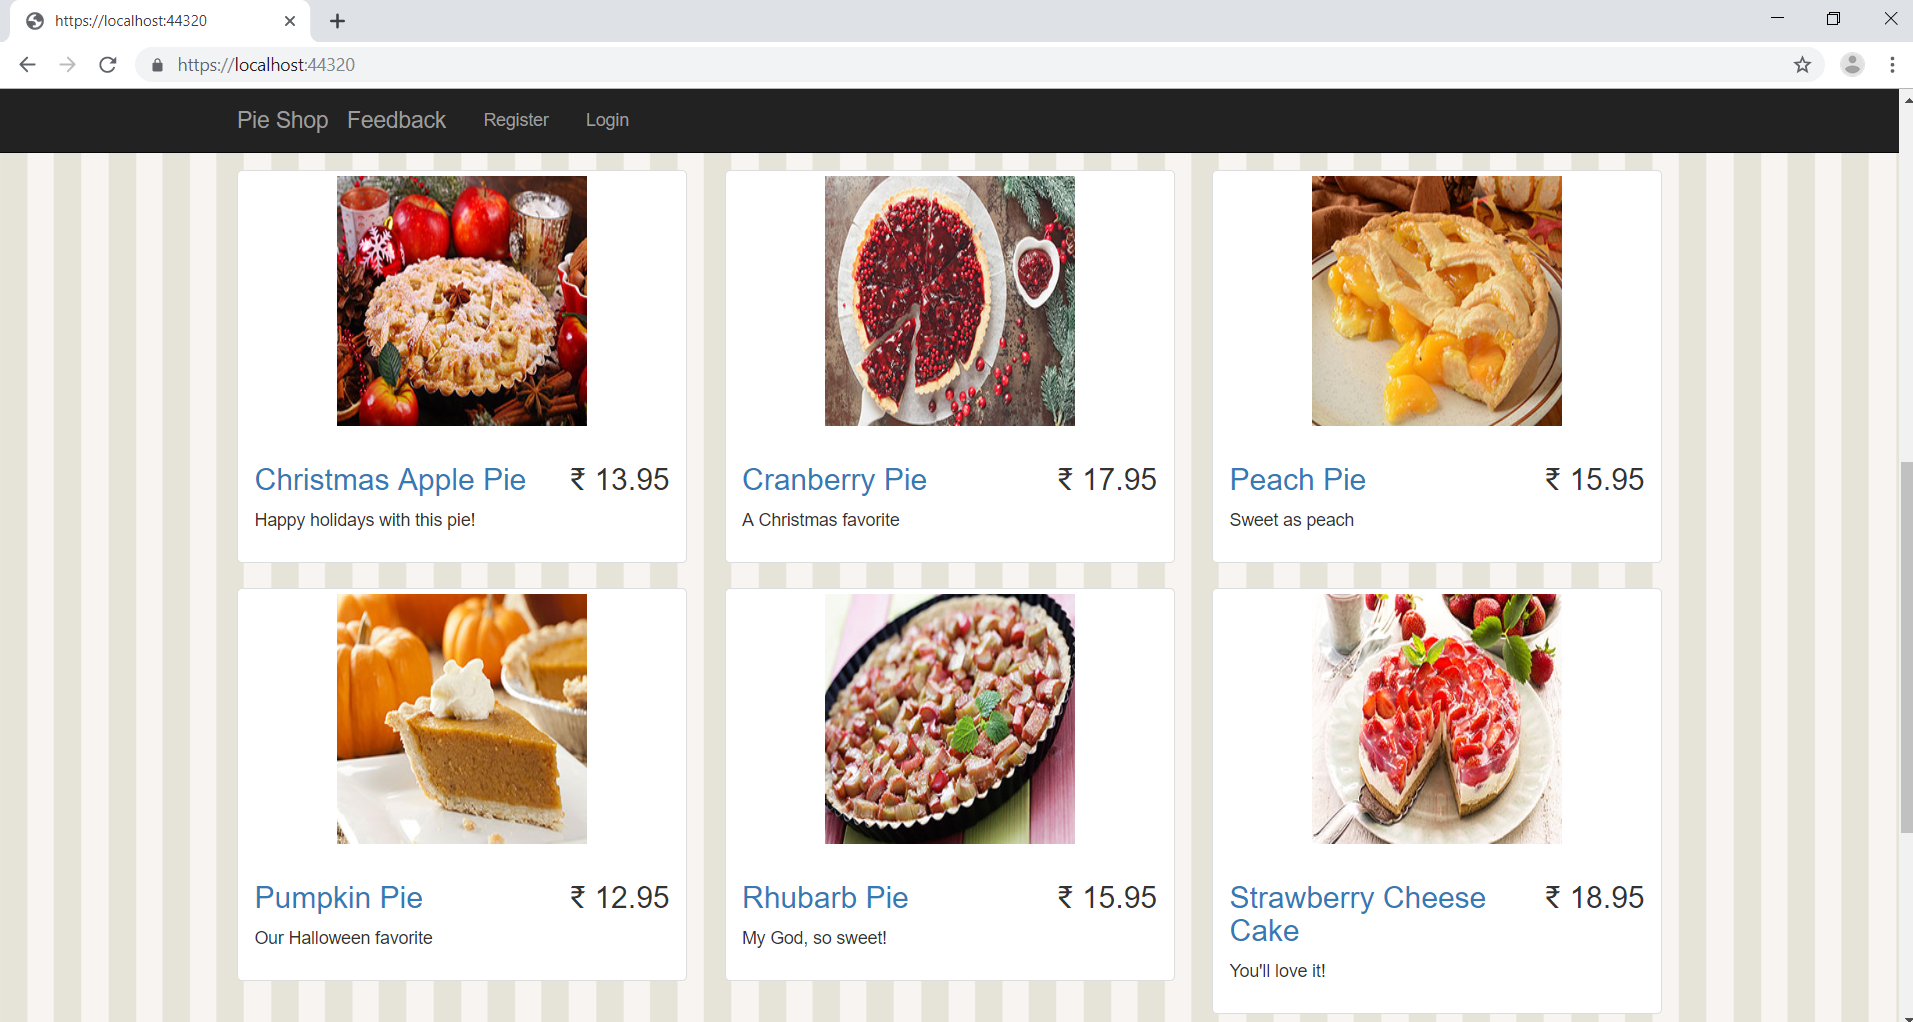 https://localhost:44320
https://localhost:44320
Pie Shop Feedback Register Login
Christmas Apple Pie ₹ 13.95
Happy holidays with this pie!
Cranberry Pie ₹ 17.95
A Christmas favorite
Peach Pie ₹ 15.95
Sweet as peach
Pumpkin Pie ₹ 12.95
Our Halloween favorite
Rhubarb Pie ₹ 15.95
My God, so sweet!
Strawberry Cheese ₹ 18.95
Cake
You'll love it!